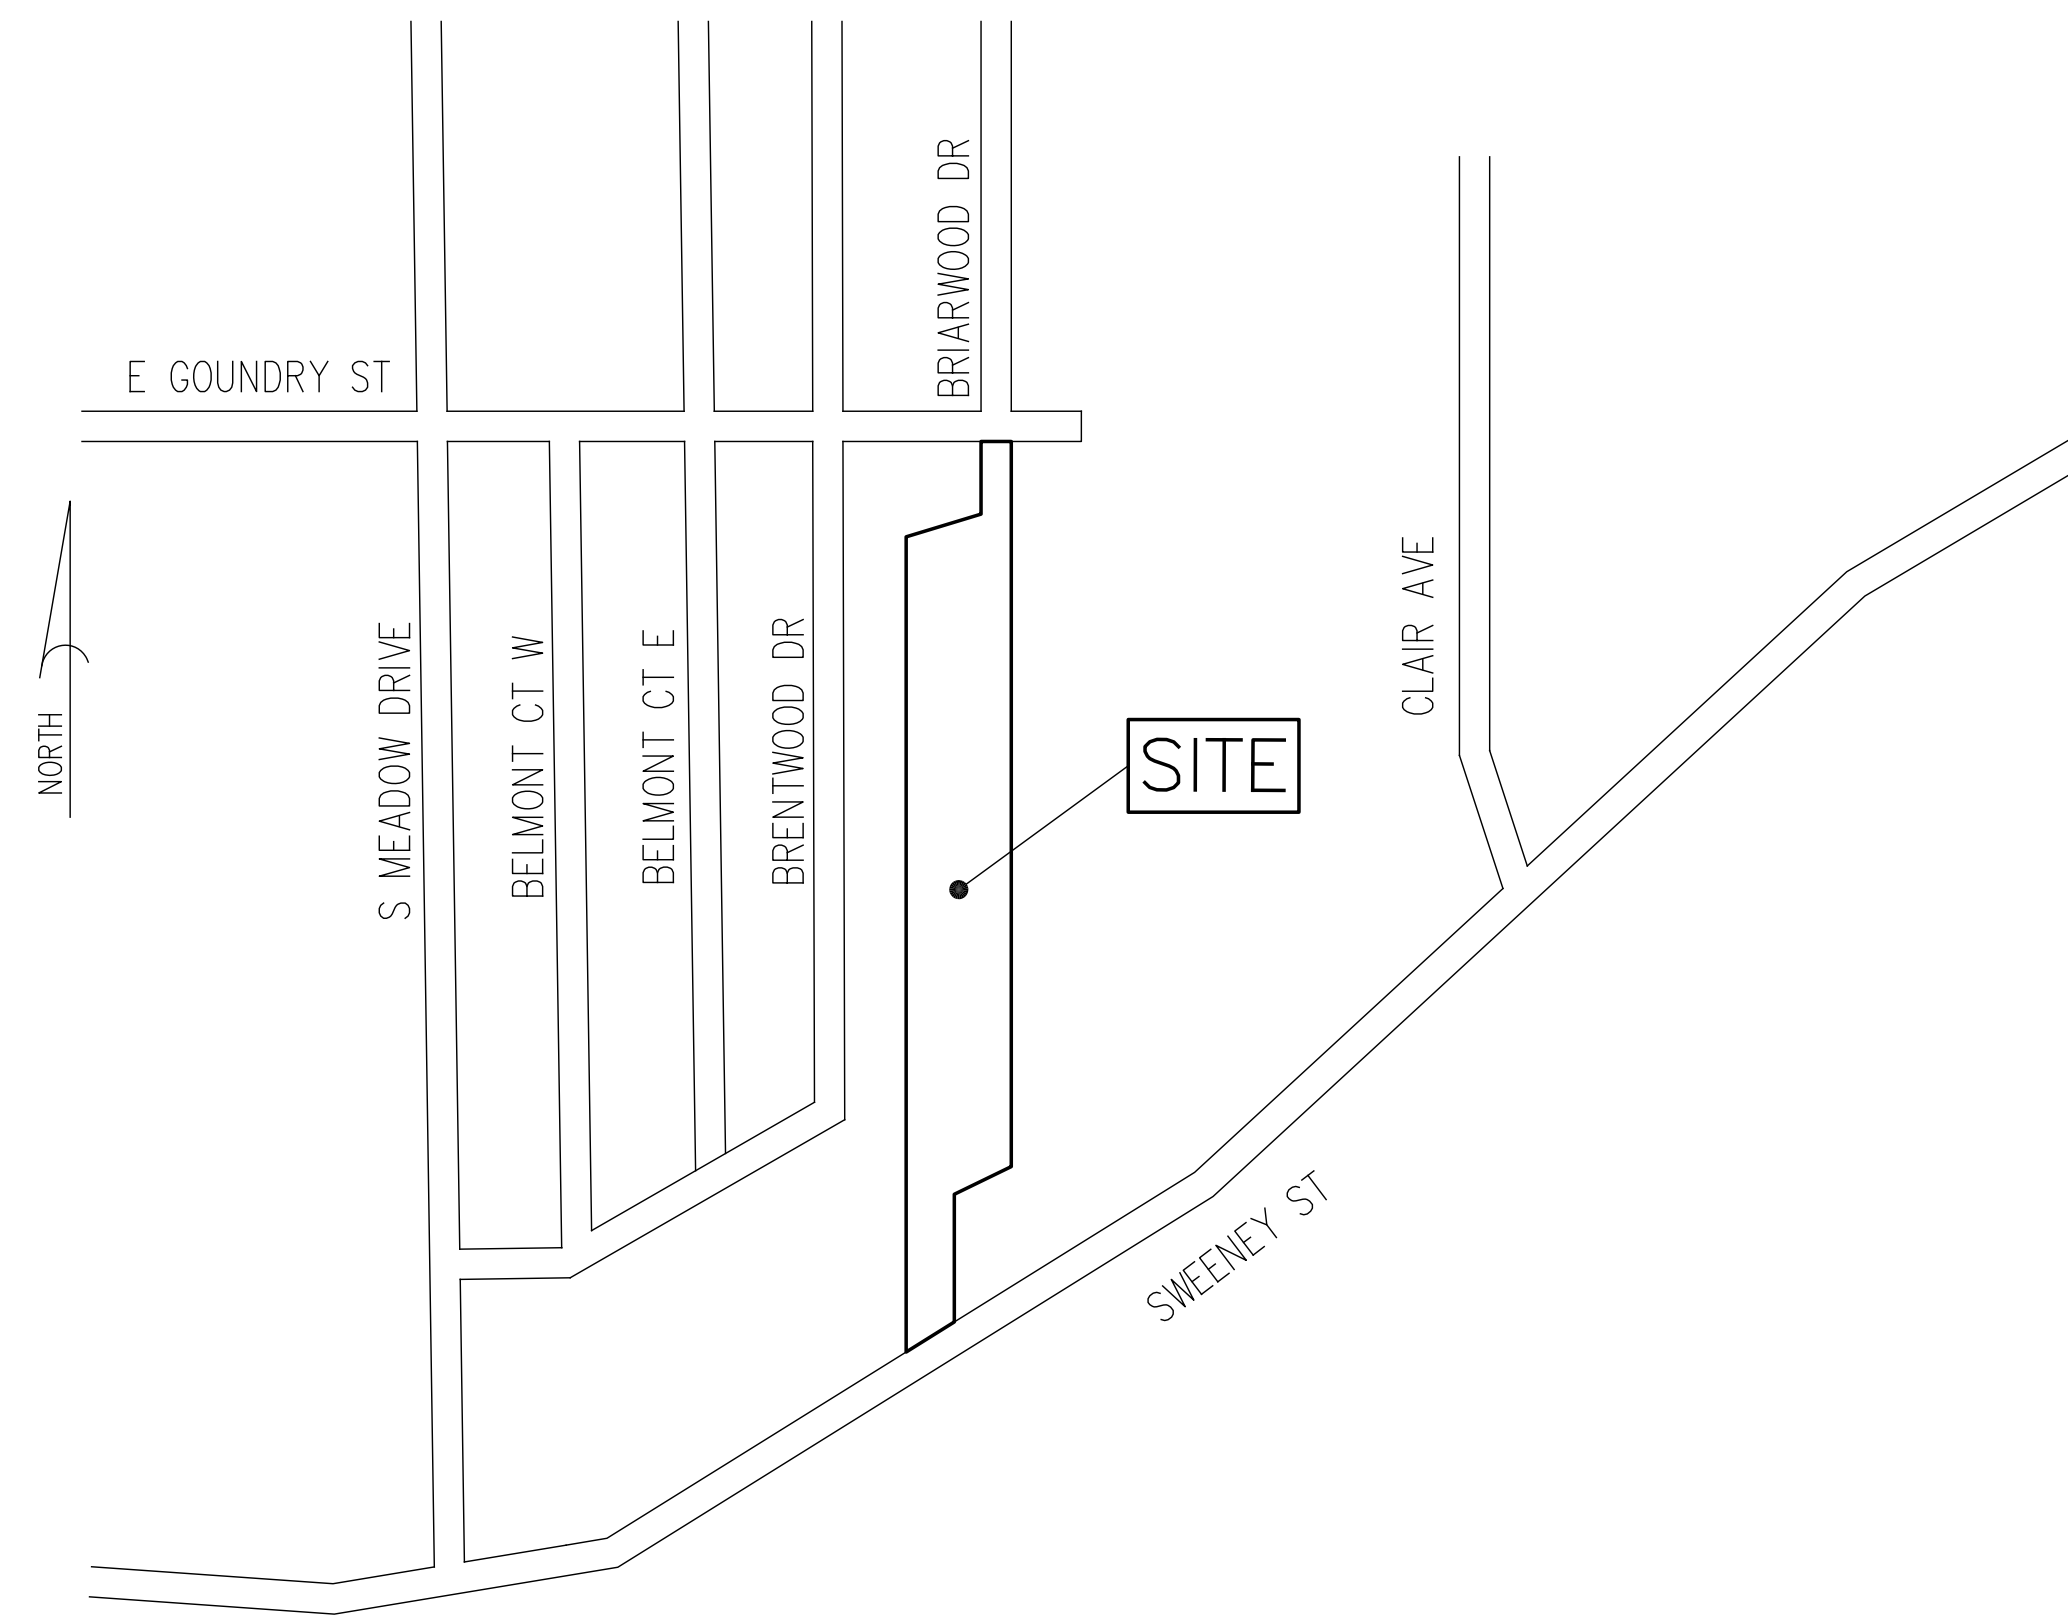 BRIARWOOD DR
E GOUNDRY ST
NORTH
S MEADOW DRIVE
BELMONT CT W
BELMONT CT E
BRENTWOOD DR
CLAIR AVE
SITE
SWEENEY ST